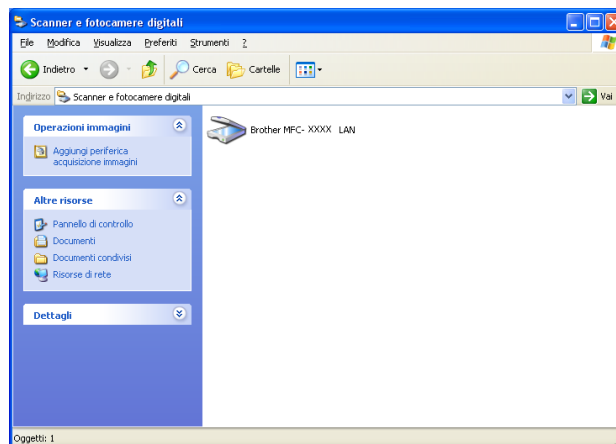 Scanner e fotocamere digitali
File Modifica Visualizza Preferiti Strumenti ?
Indietro Cerca Cartelle
Indirizzo Scanner e fotocamere digitali Vai
Operazioni immagini
Aggiungi periferica
acquisizione immagini
Altre risorse
Pannello di controllo
Documenti
Documenti condivisi
Risorse di rete
Dettagli
Brother MFC- XXXX LAN
Oggetti: 1